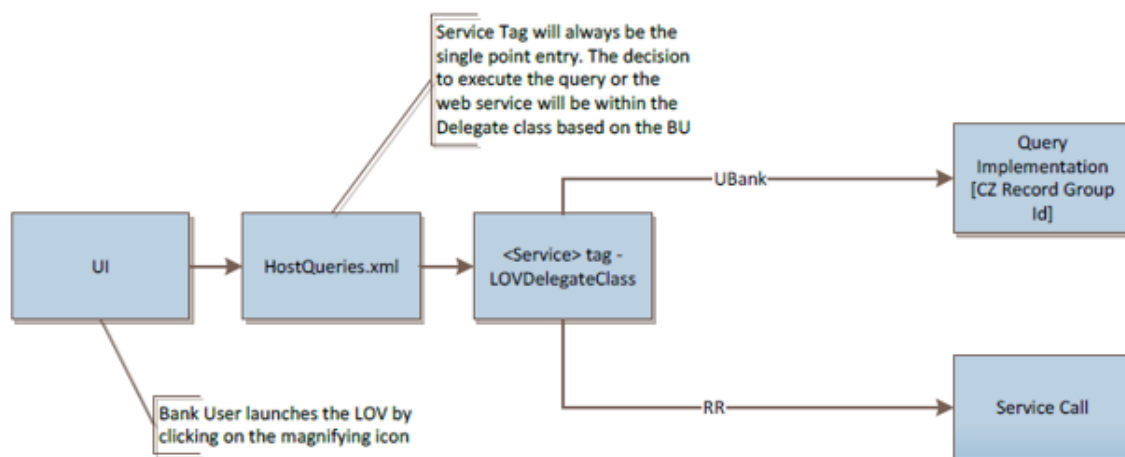 Service Tag will always be the
single point entry. The decision
to execute the query or the
web service will be within the
Delegate class based on the BU
Query
Implementation
[CZ Record Group
Id]
UBank
UI
HostQueries.xml
<Service> tag -
LOVDelegateClass
RR
Service Call
Bank User launches the LOV by
clicking on the magnifying icon